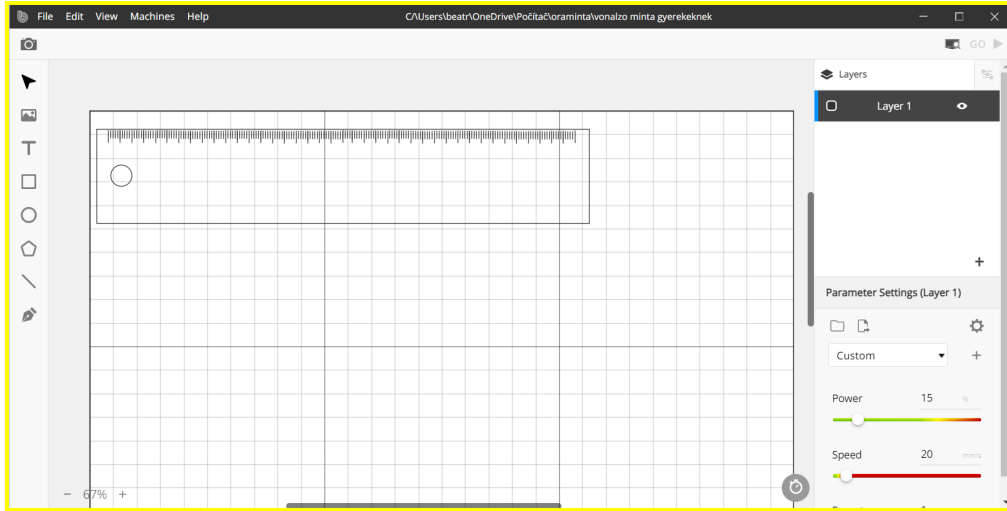 File Edit View Machines Help C/\Users\beatr\OneDrive\Počítač\oraminta\vonalzo minta gyerekeknek
GO
Layers
Layer 1
Parameter Settings (Layer 1)
Custom
Power 15 %
Speed 20 mm/s
67%